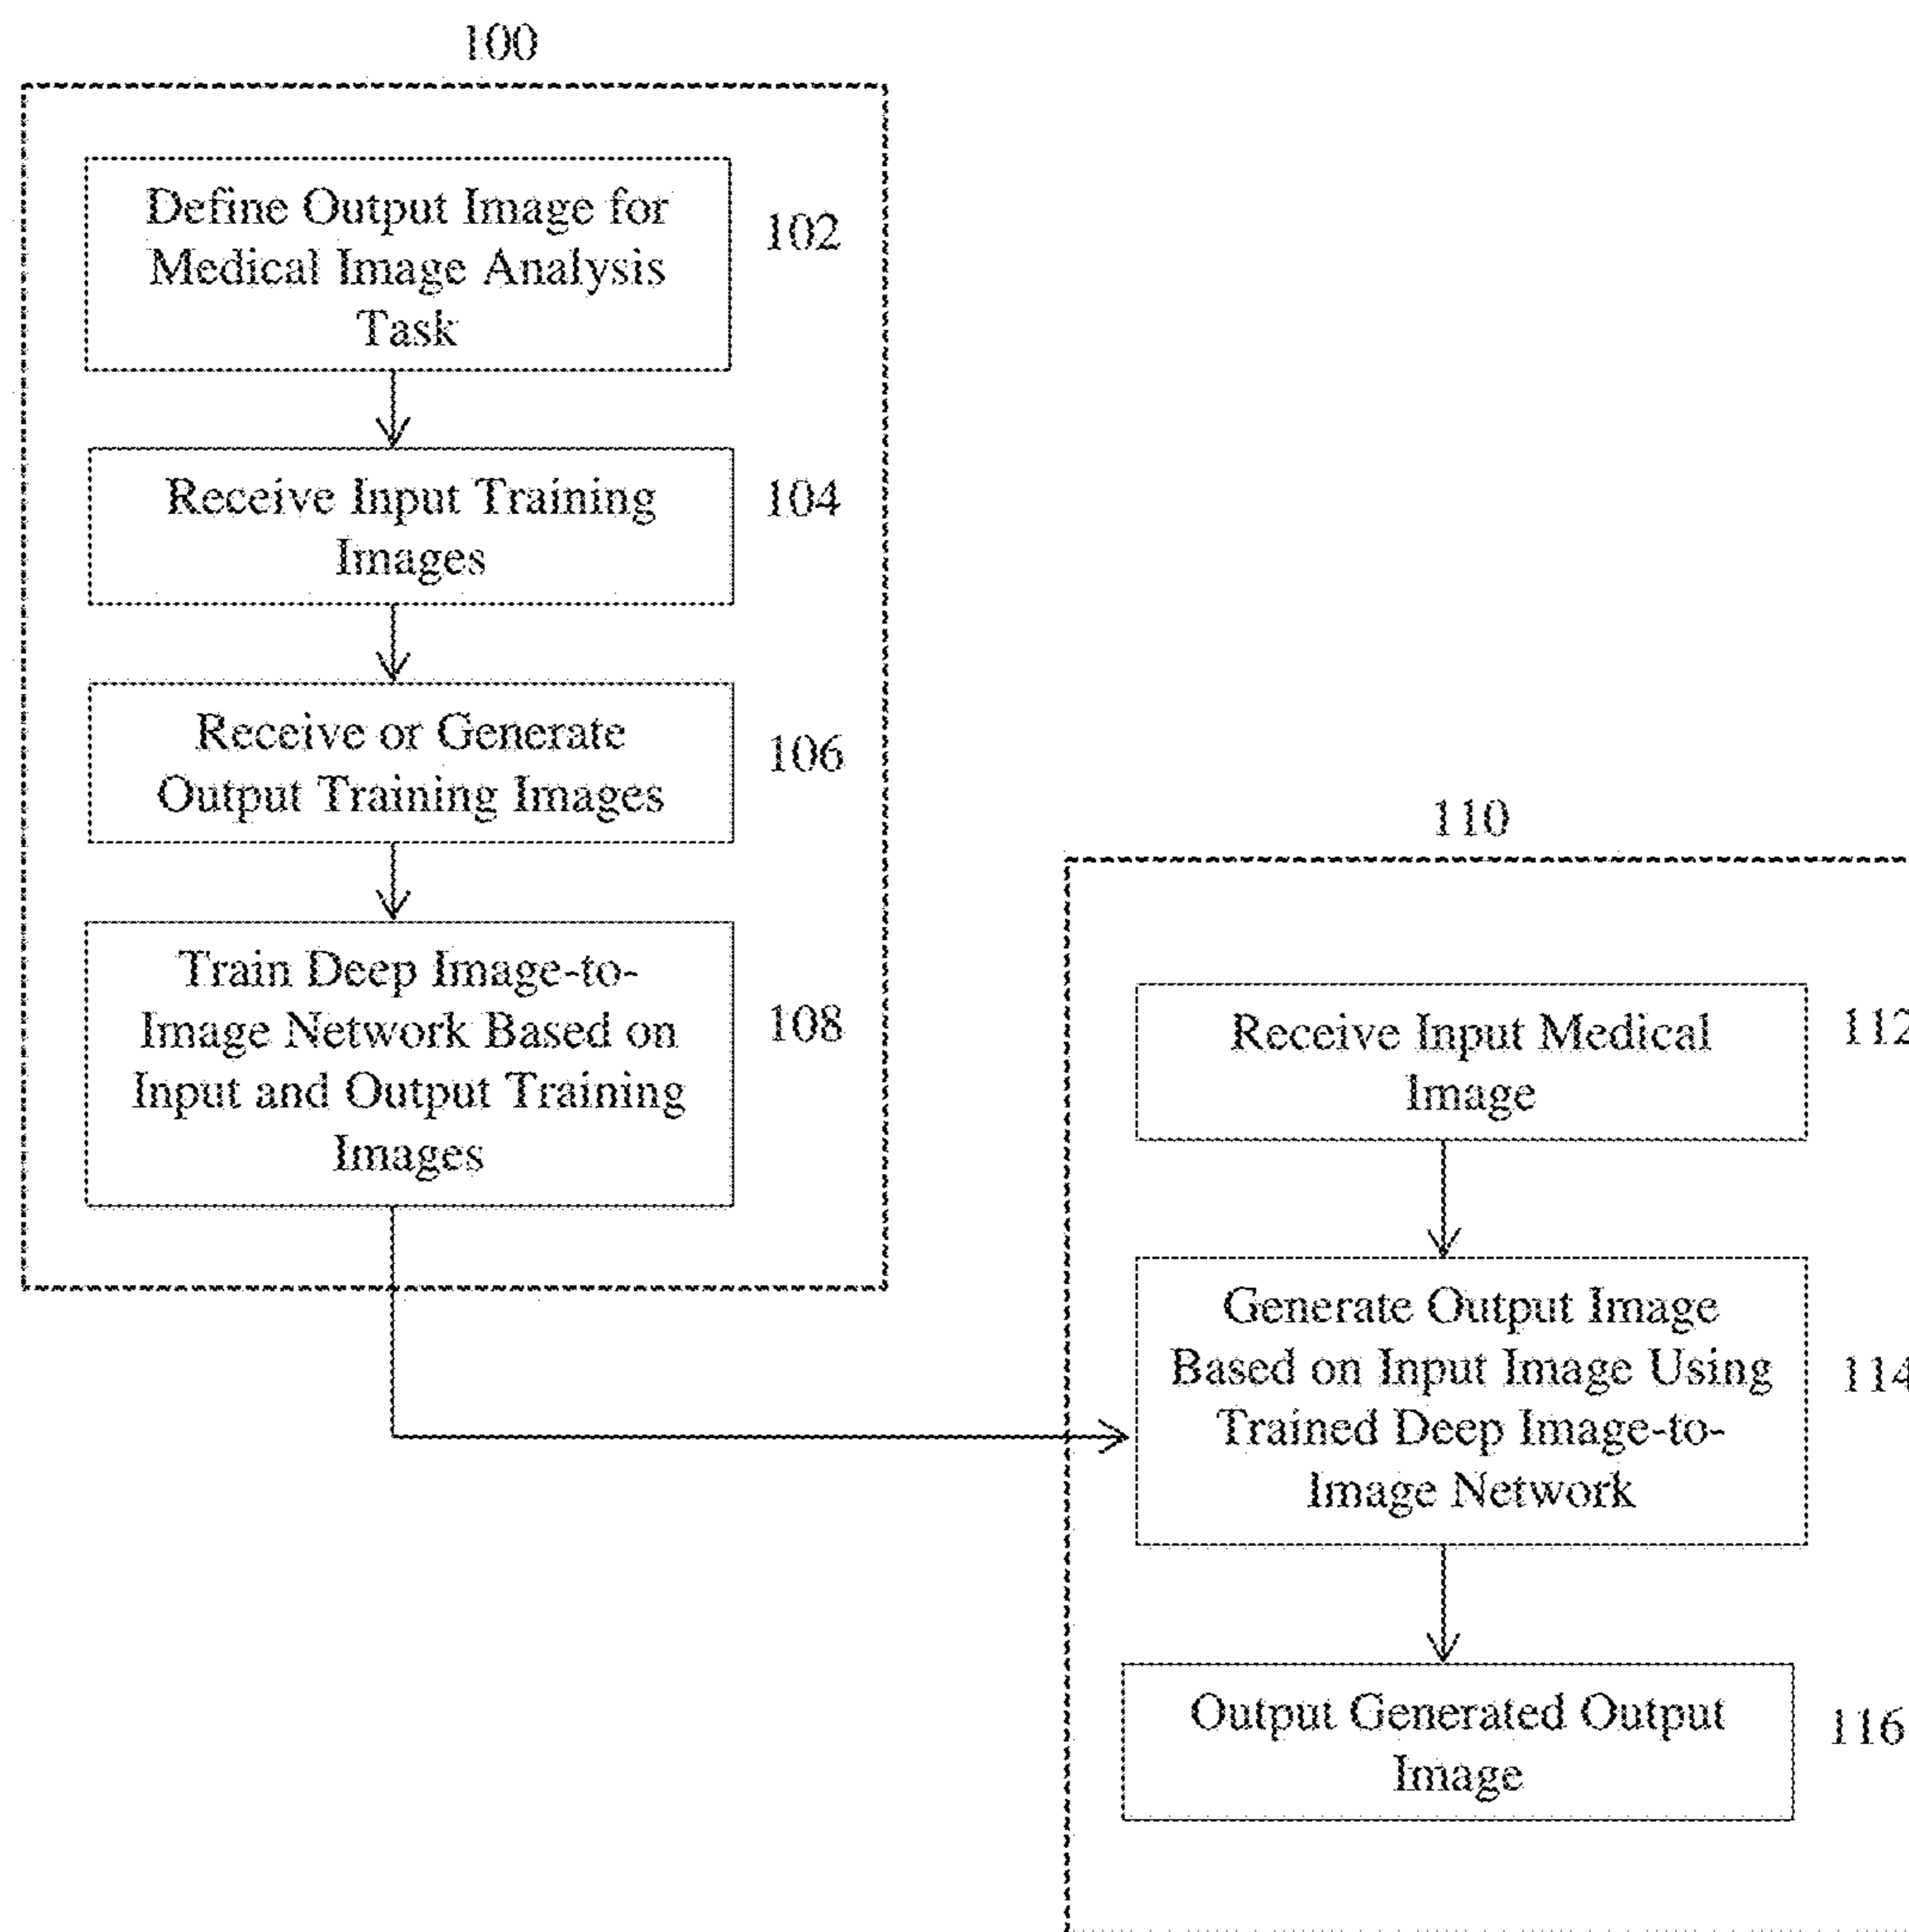 100
Define Output Image for
Medical Image Analysis
Task
102
Receive Input Training
Images
104
Receive or Generate
Output Training Images
106
Train Deep Image-to-
Image Network Based on
Input and Output Training
Images
108
110
Receive Input Medical
Image
112
Generate Output Image
Based on Input Image Using
Trained Deep Image-to-
Image Network
114
Output Generated Output
Image
116